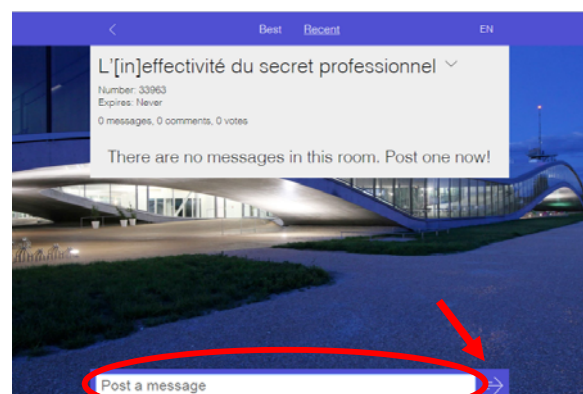 Best Recent EN
L'[in]effectivité du secret professionnel
Number: 33963
Expires: Never
0 messages, 0 comments, 0 votes
There are no messages in this room. Post one now!
Post a message